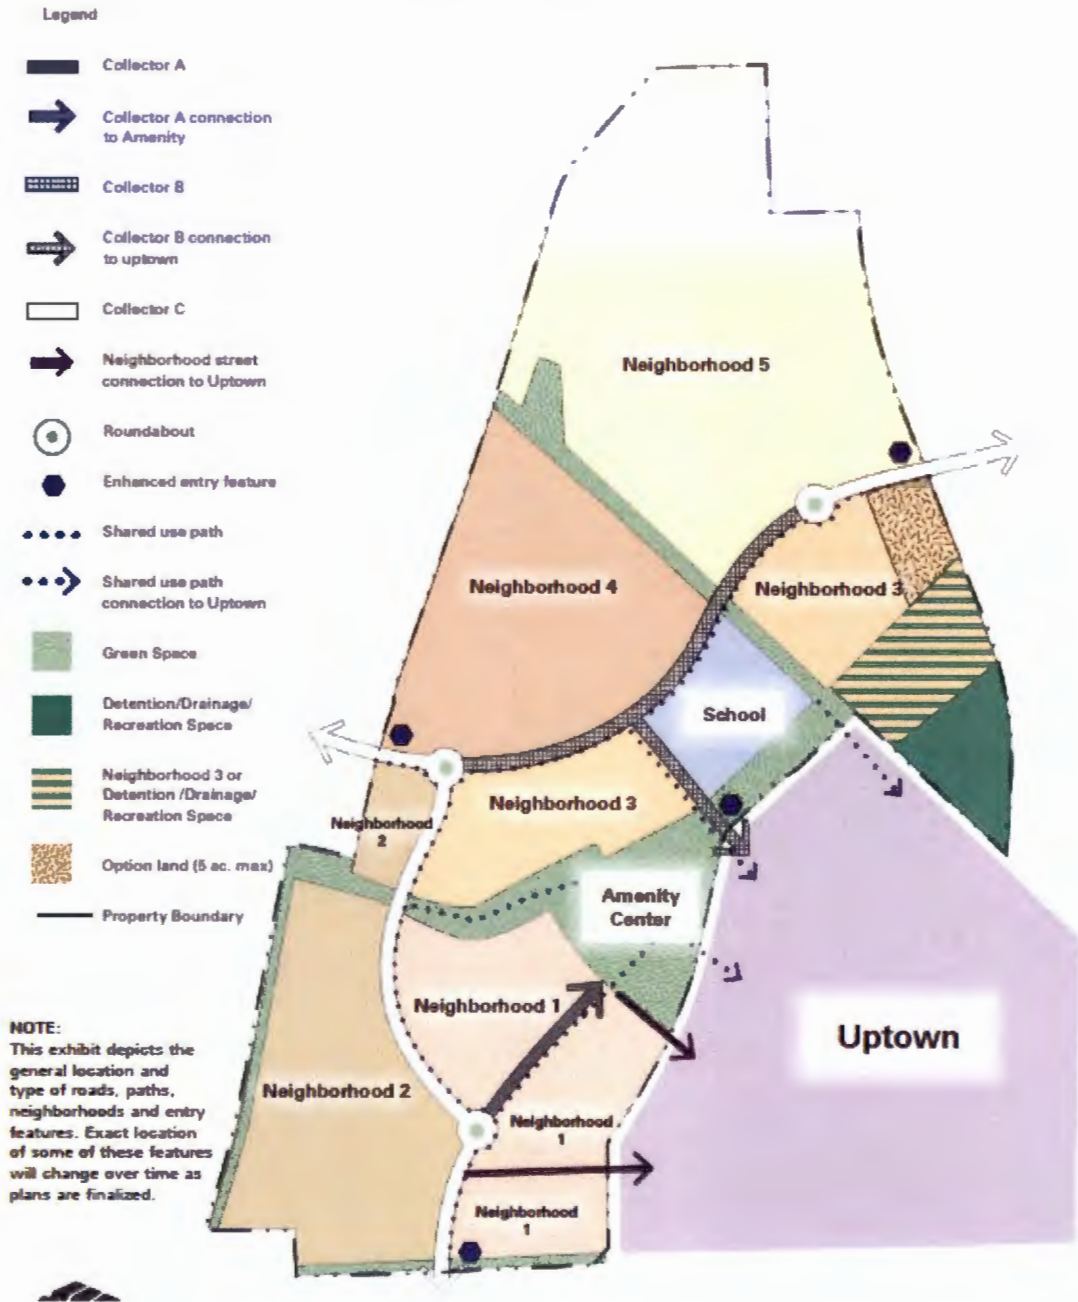 Legend
Collector A
Collector A connection
to Amenity
Collector B
Collector B connection
to uptown
Collector C
Neighborhood street
connection to Uptown
Roundabout
Enhanced entry feature
Shared use path
Shared use path
connection to Uptown
Green Space
Detention/Drainage/
Recreation Space
Neighborhood 3 or
Detention /Drainage/
Recreation Space
Option land (5 ac. max)
Property Boundary
NOTE:
This exhibit depicts the
general location and
type of roads, paths,
neighborhoods and entry
features. Exact location
of some of these features
will change over time as
plans are finalized.
Neighborhood 5
Neighborhood 4
Neighborhood 3
School
Neighborhood 3
Neighborhood
2
Amenity
Center
Neighborhood 1
Uptown
Neighborhood 2
Neighborhood
1
Neighborhood
1